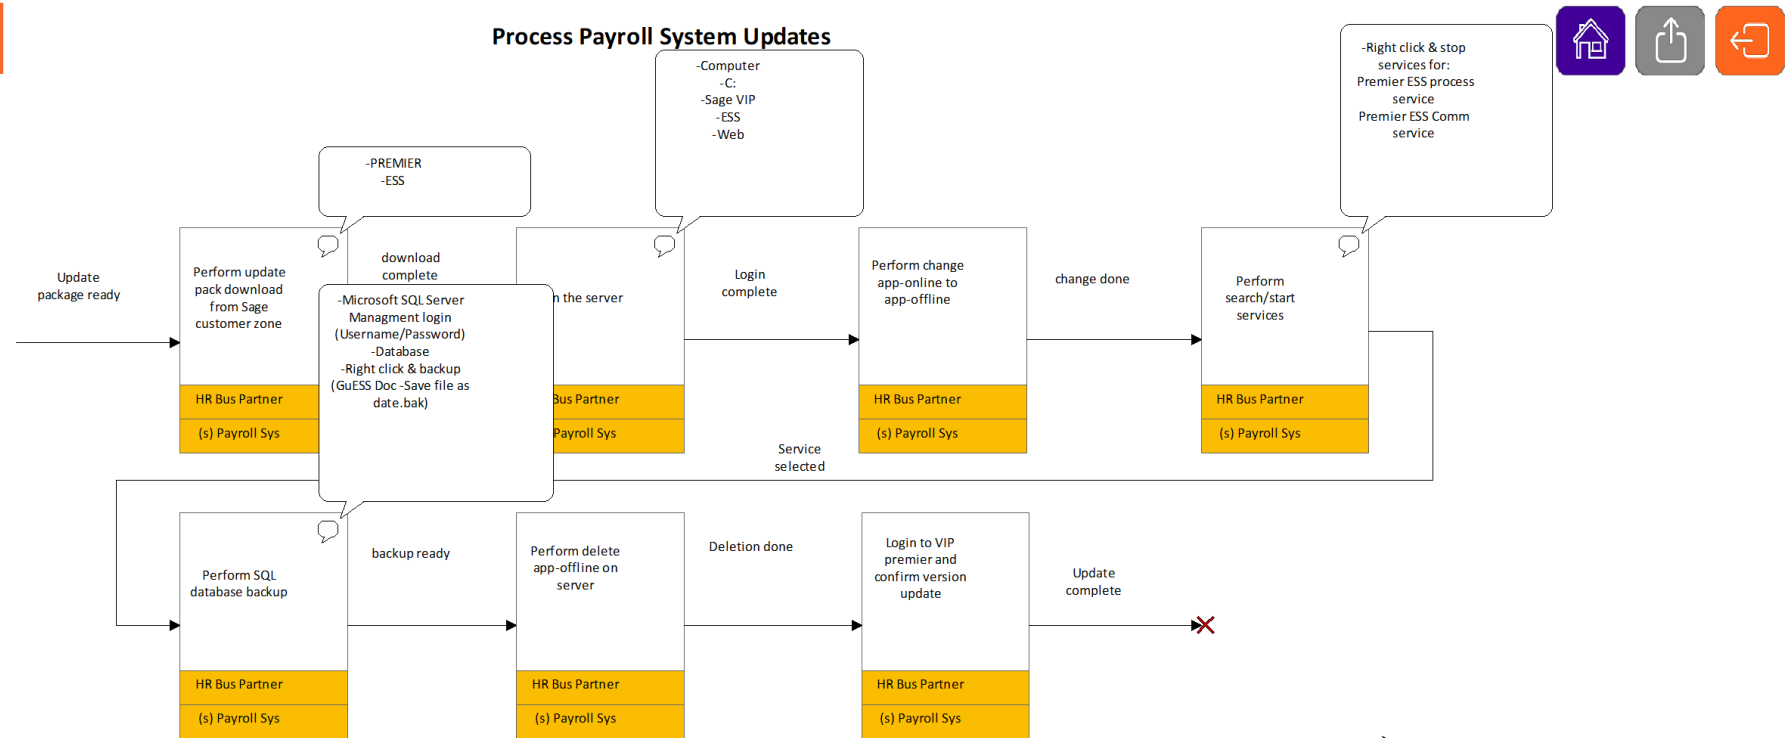 Process Payroll System Updates
-Computer
-C:
-Sage VIP
-ESS
-Web
-Right click & stop
services for:
Premier ESS process
service
Premier ESS Comm
service
-PREMIER
-ESS
Update
package ready
Perform update
pack download
from Sage
customer zone
HR Bus Partner
(s) Payroll Sys
download
complete
-Microsoft SQL Server
Managment login
(Username/Password)
-Database
-Right click & backup
(GuESS Doc -Save file as
date.bak)
the server
Bus Partner
Payroll Sys
Login
complete
Perform change
app-online to
app-offline
HR Bus Partner
(s) Payroll Sys
change done
Perform
search/start
services
HR Bus Partner
(s) Payroll Sys
Service
selected
Perform SQL
database backup
HR Bus Partner
(s) Payroll Sys
backup ready
Perform delete
app-offline on
server
HR Bus Partner
(s) Payroll Sys
Deletion done
Login to VIP
premier and
confirm version
update
HR Bus Partner
(s) Payroll Sys
Update
complete